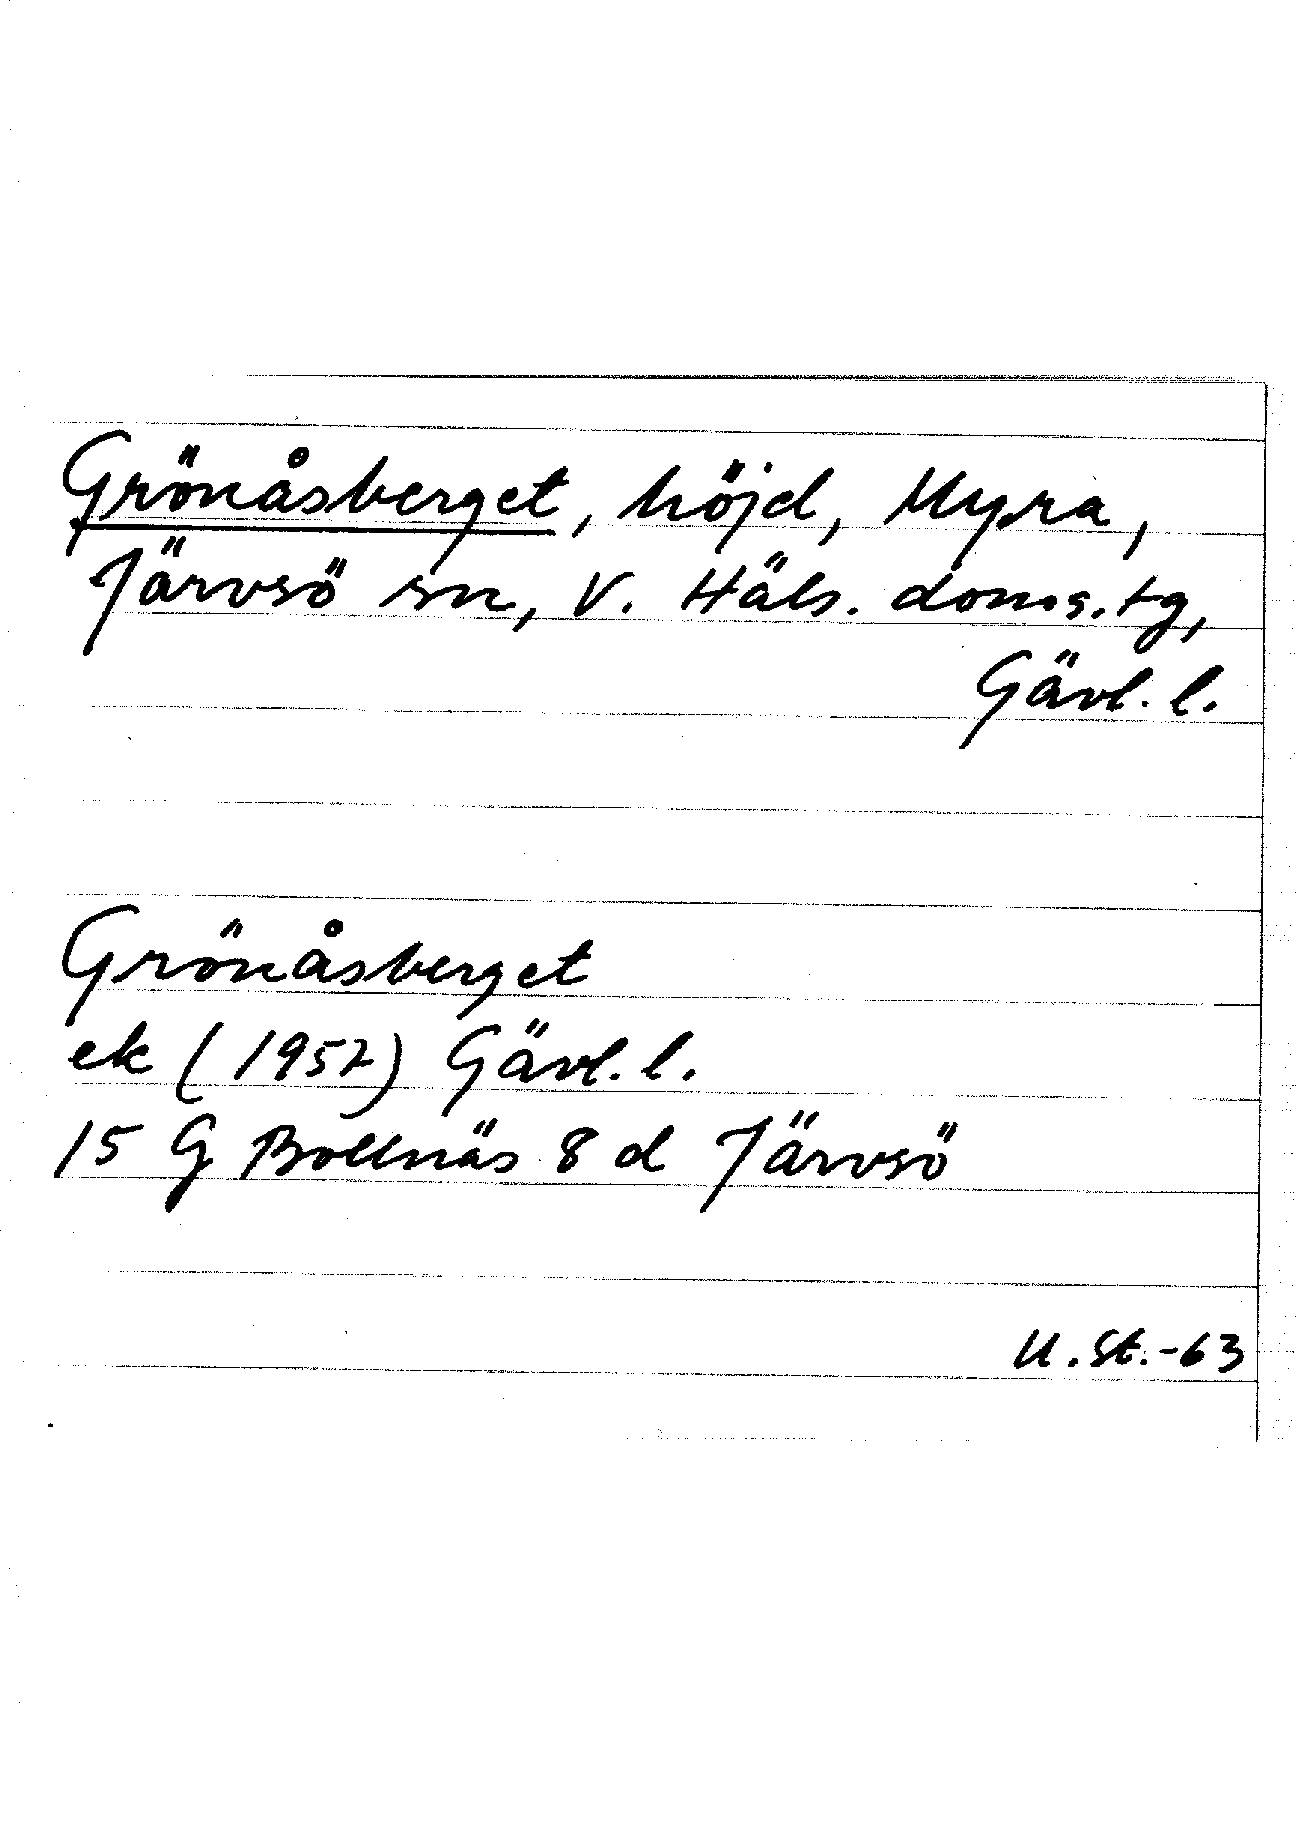 Grönåsberget, höjd, Myra,
Järvsö sn, V. Häls. doms.tg,
Gävl. l.
Grönåsberget
ek (1957) Gävl. l.
15 G Bollnäs 8 d Järvsö
U. St. -63